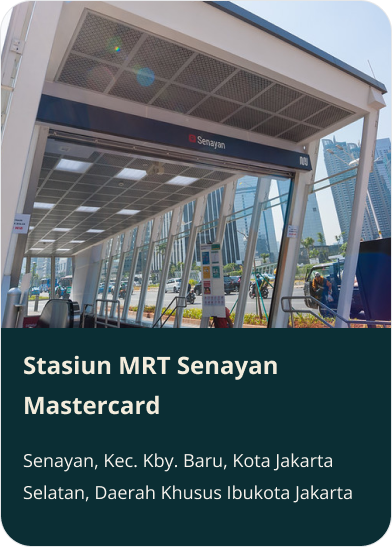 Senayan
Stasiun MRT Senayan
Mastercard
Senayan, Kec. Kby. Baru, Kota Jakarta
Selatan, Daerah Khusus Ibukota Jakarta